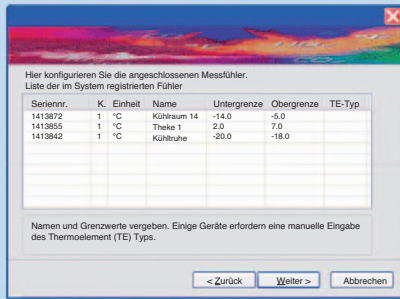 Hier konfigurieren Sie die angeschlossenen Messfühler.
Liste der im System registrierten Fühler
Seriennr. K. Einheit Name Untergrenze Obergrenze TE-Typ
1413872 1 °C Kühlraum 14 -14.0 -5.0
1413855 1 °C Theke 1 2.0 7.0
1413842 1 °C Kühltruhe -20.0 -18.0
Namen und Grenzwerte vergeben. Einige Geräte erfordern eine manuelle Eingabe
des Thermoelement (TE) Typs.
< Zurück Weiter > Abbrechen